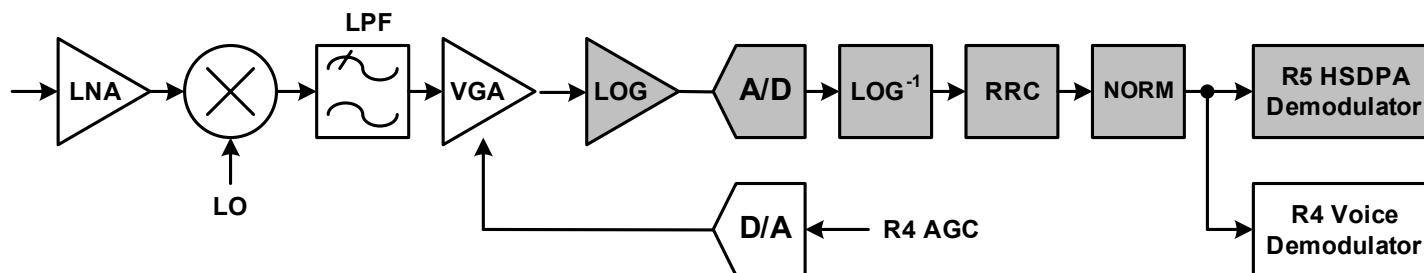 LPF
LNA
VGA
LOG
A/D
LOG⁻¹
RRC
NORM
R5 HSDPA
Demodulator
LO
D/A
R4 AGC
R4 Voice
Demodulator